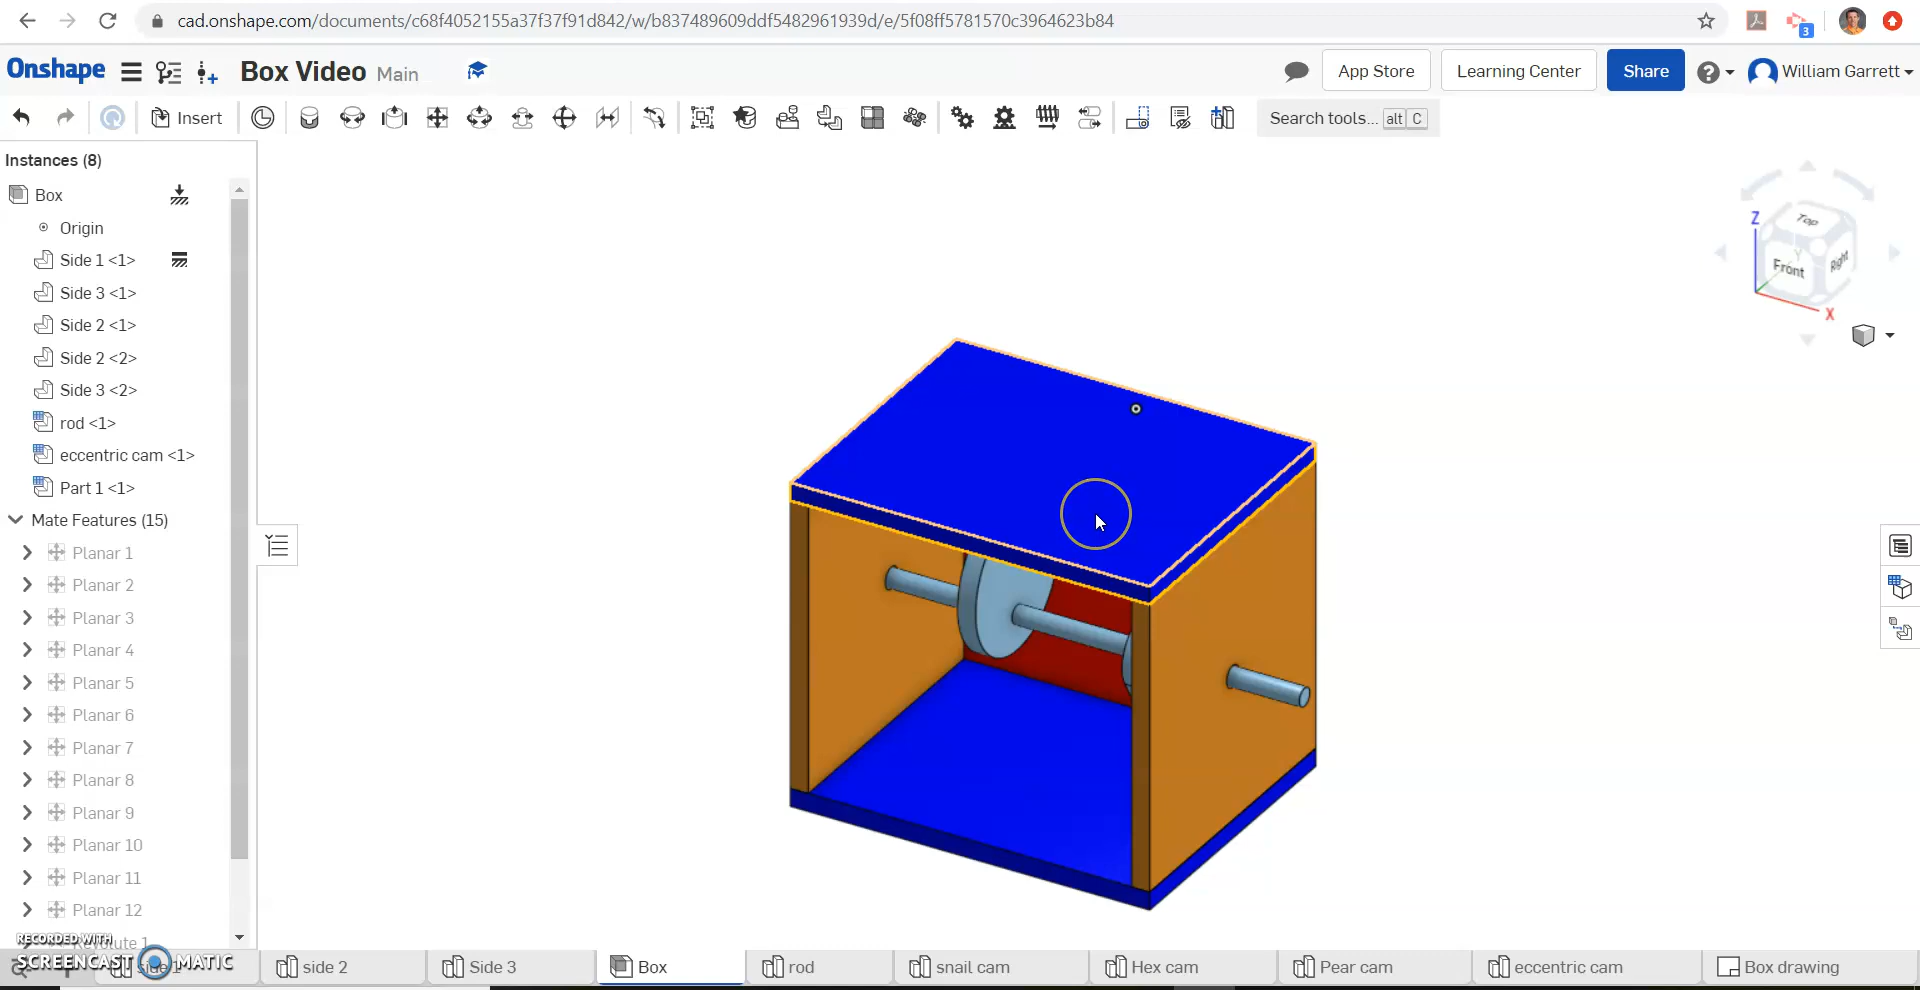 cad.onshape.com/documents/c68f4052155a37f37f91d842/w/b837489609ddf5482961939d/e/5f08ff5781570c3964623b84
3
Onshape Box Video Main App Store Learning Center Share William Garrett
Insert Search tools... alt C
Instances (8)
Box
Origin
Side 1 <1>
Side 3 <1>
Side 2 <1>
Side 2 <2>
Side 3 <2>
rod <1>
eccentric cam <1>
Part 1 <1>
Mate Features (15)
Planar 1
Planar 2
Planar 3
Planar 4
Planar 5
Planar 6
Planar 7
Planar 8
Planar 9
Planar 10
Planar 11
Planar 12
Revolute 1
Z
Top
Y
Front
Right
X
RECORDED WITH
SCREENCAST MATIC
side 2 Side 3 Box rod snail cam Hex cam Pear cam eccentric cam Box drawing